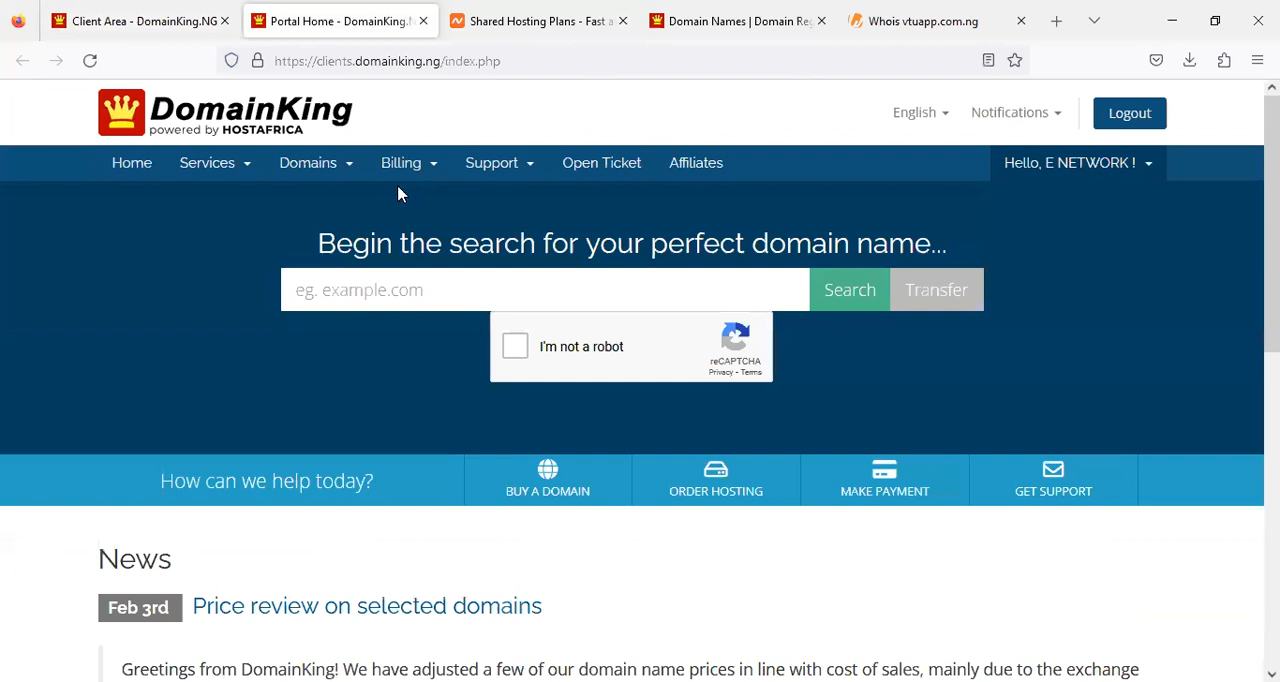 Client Area - DomainKing.NG
Portal Home - DomainKing.N
Shared Hosting Plans - Fast a
Domain Names | Domain Reg
Whois vtuapp.com.ng
https://clients.domainking.ng/index.php
DomainKing
powered by HOSTAFRICA
English
Notifications
Logout
Home
Services
Domains
Billing
Support
Open Ticket
Affiliates
Hello, E NETWORK !
Begin the search for your perfect domain name...
eg. example.com
Search
Transfer
I'm not a robot
reCAPTCHA
Privacy - Terms
How can we help today?
BUY A DOMAIN
ORDER HOSTING
MAKE PAYMENT
GET SUPPORT
News
Feb 3rd
Price review on selected domains
Greetings from DomainKing! We have adjusted a few of our domain name prices in line with cost of sales, mainly due to the exchange